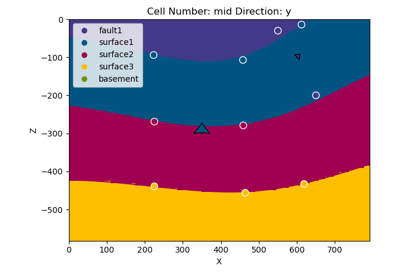 Cell Number: mid Direction: y
fault1
surface1
surface2
surface3
basement
0
−100
−200
−300
−400
−500
Z
0 100 200 300 400 500 600 700
X